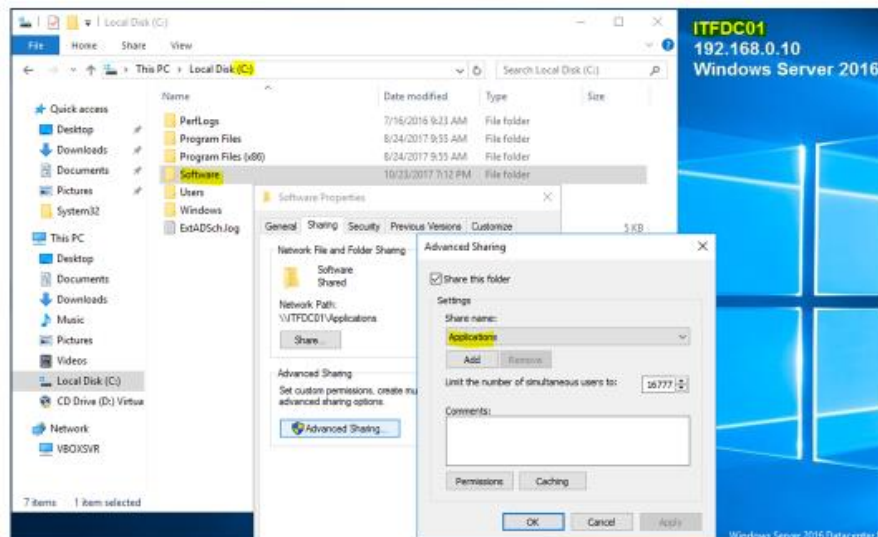 Local Disk (C:)
File Home Share View
This PC Local Disk (C:) Search Local Disk (C:)
Name Date modified Type Size
Quick access
Desktop
Downloads
Documents
Pictures
System32
This PC
Desktop
Documents
Downloads
Music
Pictures
Videos
Local Disk (C:)
CD Drive (D:) Virtua
Network
VBOXSVR
PerfLogs 7/16/2016 9:23 AM File folder
Program Files 8/24/2017 9:55 AM File folder
Program Files (x86) 8/24/2017 9:55 AM File folder
Software 10/23/2017 7:12 PM File folder
Users
Windows
ExtADSch.log 5 KB
7 items 1 item selected
Software Properties
General Sharing Security Previous Versions Customize
Network File and Folder Sharing
Software
Shared
Network Path:
\\ITFDC01\Applications
Share...
Advanced Sharing
Set custom permissions, create mu
advanced sharing options.
Advanced Sharing...
Advanced Sharing
Share this folder
Settings
Share name:
Applications
Add Remove
Limit the number of simultaneous users to: 16777
Comments:
Permissions Caching
OK Cancel Apply
ITFDC01
192.168.0.10
Windows Server 2016
Windows Server 2016 Datacenter